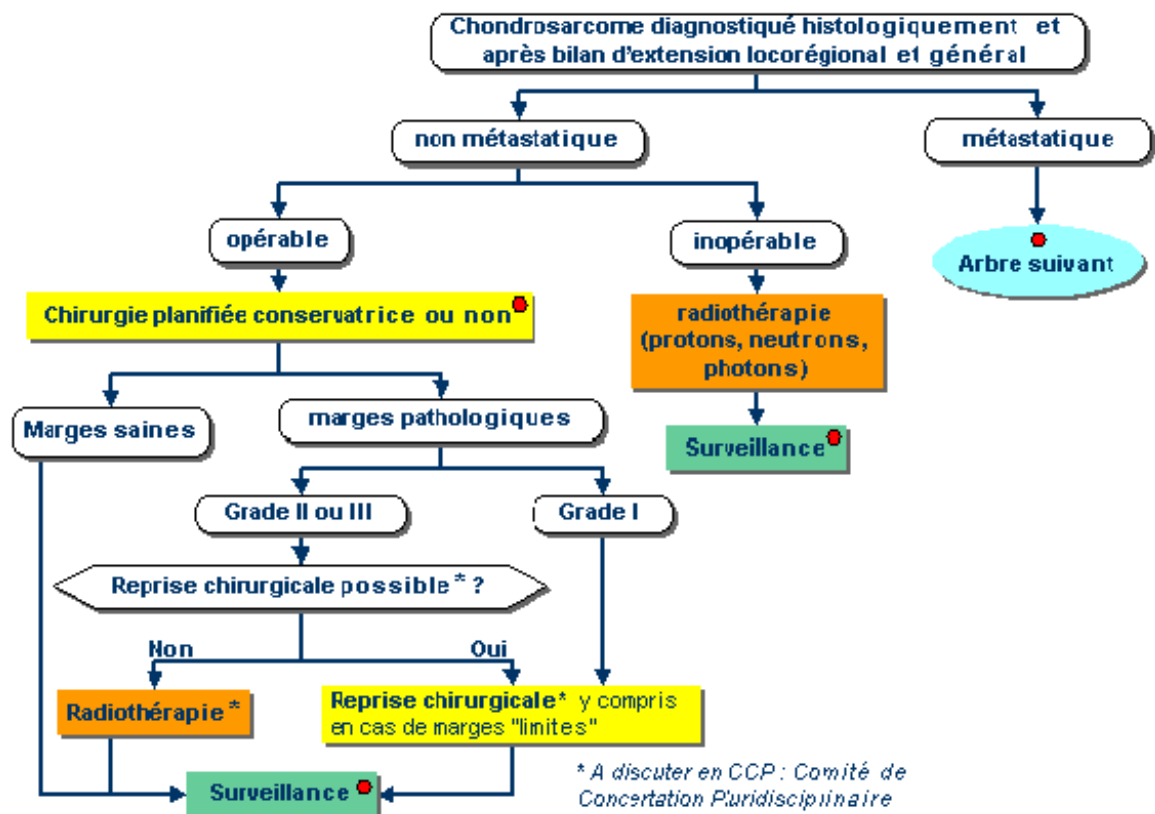 Chondrosarcome diagnostiqué histologiquement et
après bilan d'extension locorégional et général
non métastatique
métastatique
opérable
inopérable
Arbre suivant
Chirurgie planifiée conservatrice ou non
radiothérapie
(protons, neutrons,
photons)
Marges saines
marges pathologiques
Surveillance
Grade II ou III
Grade I
Reprise chirurgicale possible * ?
Non
Oui
Radiothérapie *
Reprise chirurgicale* y compris
en cas de marges "limites"
Surveillance
* A discuter en CCP : Comité de
Concertation Pluridisciplinaire